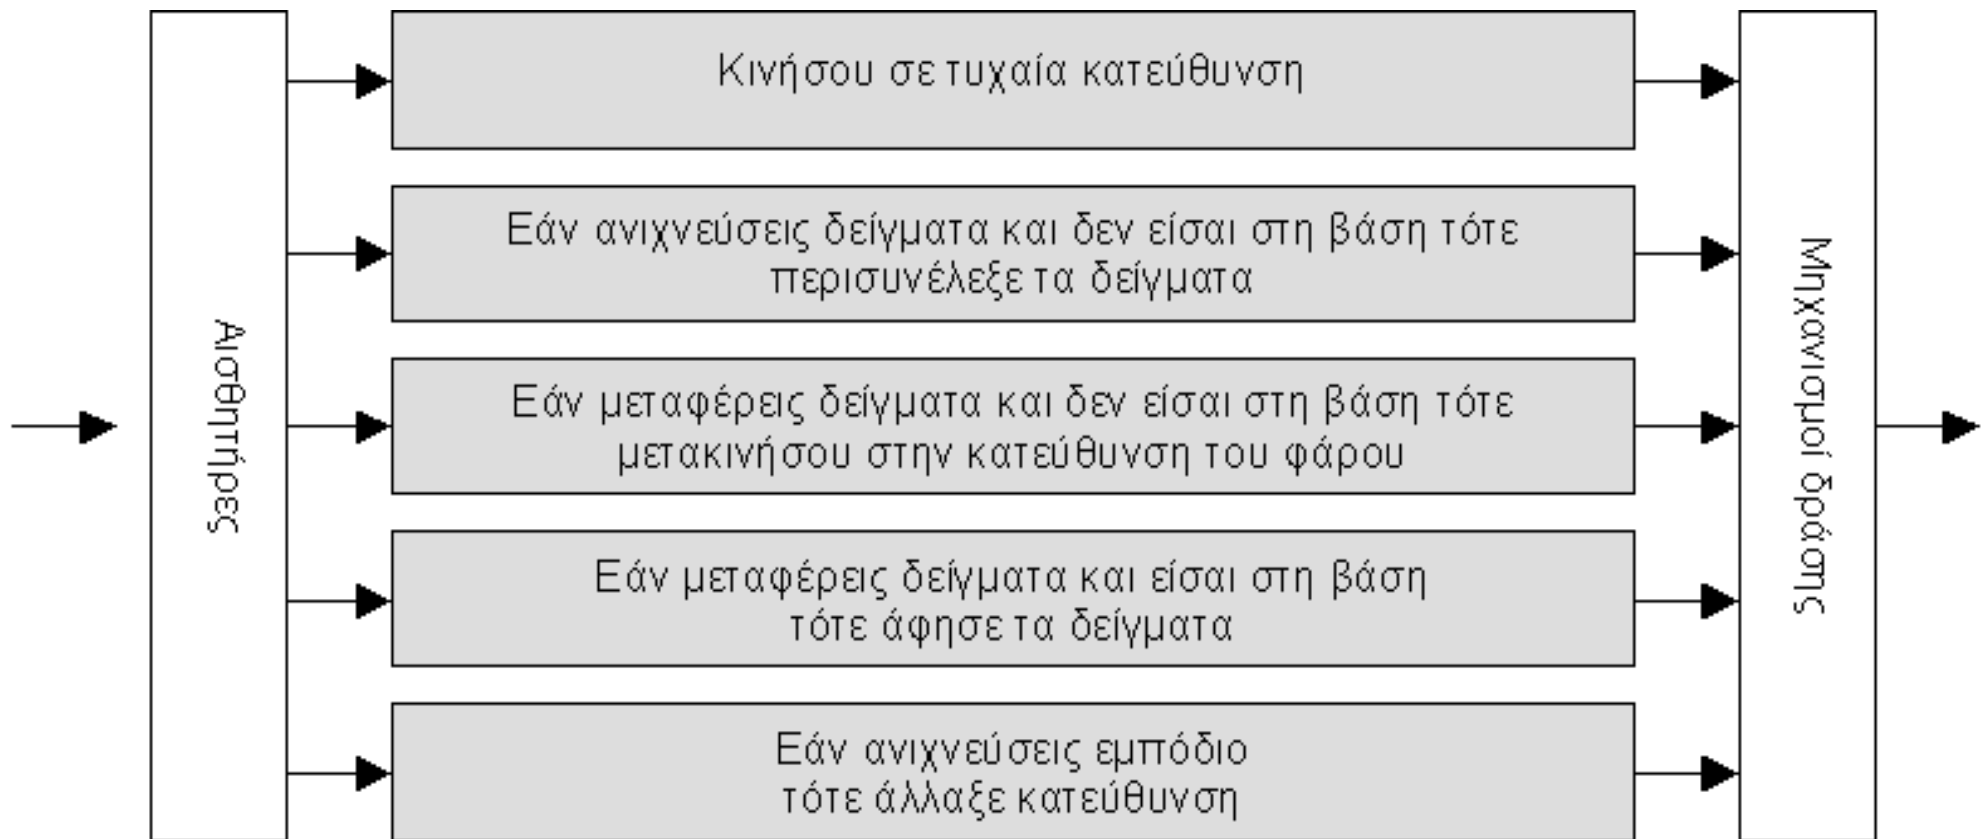 Αισθητήρες
Κινήσου σε τυχαία κατεύθυνση
Εάν ανιχνεύσεις δείγματα και δεν είσαι στη βάση τότε
περισυνέλεξε τα δείγματα
Εάν μεταφέρεις δείγματα και δεν είσαι στη βάση τότε
μετακινήσου στην κατεύθυνση του φάρου
Εάν μεταφέρεις δείγματα και είσαι στη βάση
τότε άφησε τα δείγματα
Εάν ανιχνεύσεις εμπόδιο
τότε άλλαξε κατεύθυνση
Μηχανισμοί δράσης